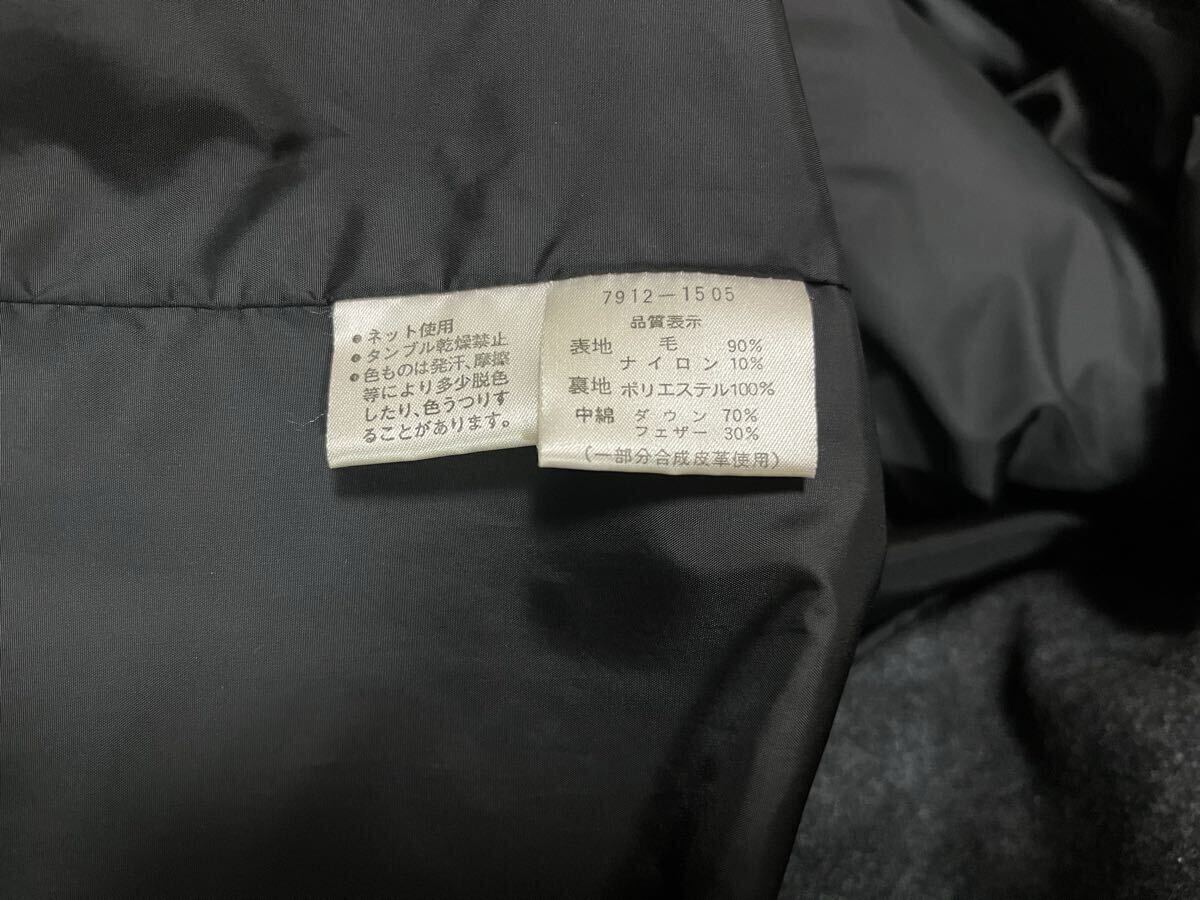 ●ネット使用
●タンブル乾燥禁止
●色ものは発汗、摩擦
等により多少脱色
したり、色うつりす
ることがあります。
7912-1505
品質表示
表地 毛 90%
ナイロン 10%
裏地 ポリエステル100%
中綿 ダウン 70%
フェザー 30%
(一部分合成皮革使用)